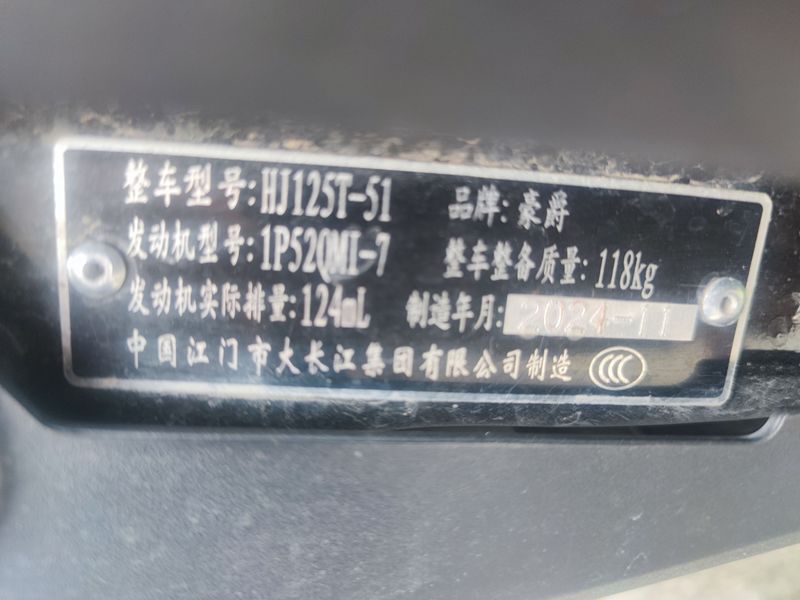 整车型号:HJ125T-51 品牌:豪爵
发动机型号:1P52QMI-7 整车整备质量:118kg
发动机实际排量:124mL 制造年月:2024-11
中国江门市大长江集团有限公司制造 CCC